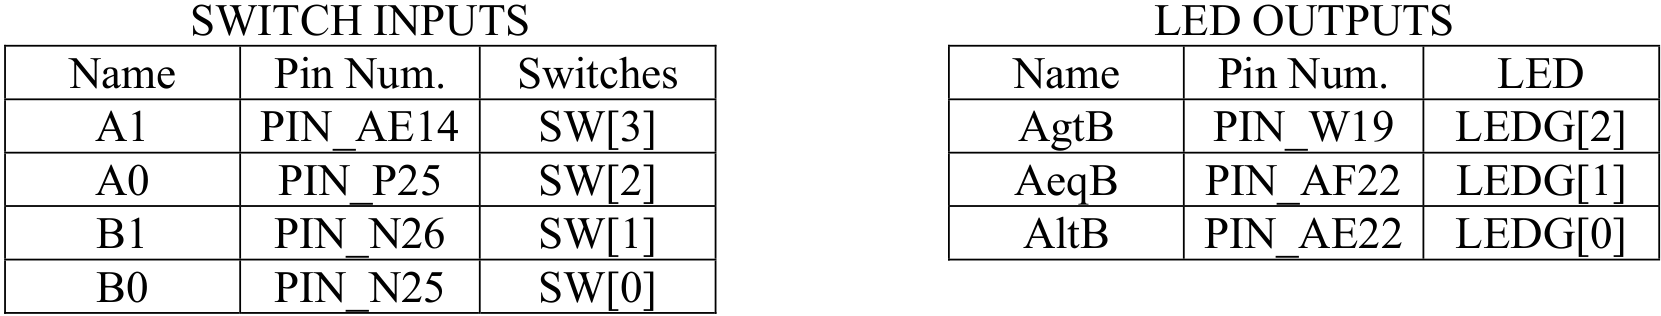 SWITCH INPUTS
Name Pin Num. Switches
A1 PIN_AE14 SW[3]
A0 PIN_P25 SW[2]
B1 PIN_N26 SW[1]
B0 PIN_N25 SW[0]
LED OUTPUTS
Name Pin Num. LED
AgtB PIN_W19 LEDG[2]
AeqB PIN_AF22 LEDG[1]
AltB PIN_AE22 LEDG[0]